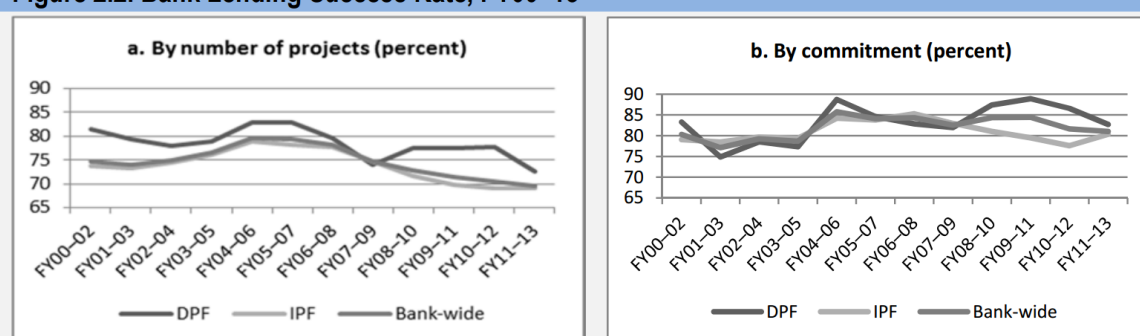 a. By number of projects (percent)
90
85
80
75
70
65
FY00–02
FY01–03
FY02–04
FY03–05
FY04–06
FY05–07
FY06–08
FY07–09
FY08–10
FY09–11
FY10–12
FY11–13
DPF IPF Bank-wide
b. By commitment (percent)
90
85
80
75
70
65
FY00–02
FY01–03
FY02–04
FY03–05
FY04–06
FY05–07
FY06–08
FY07–09
FY08–10
FY09–11
FY10–12
FY11–13
DPF IPF Bank-wide